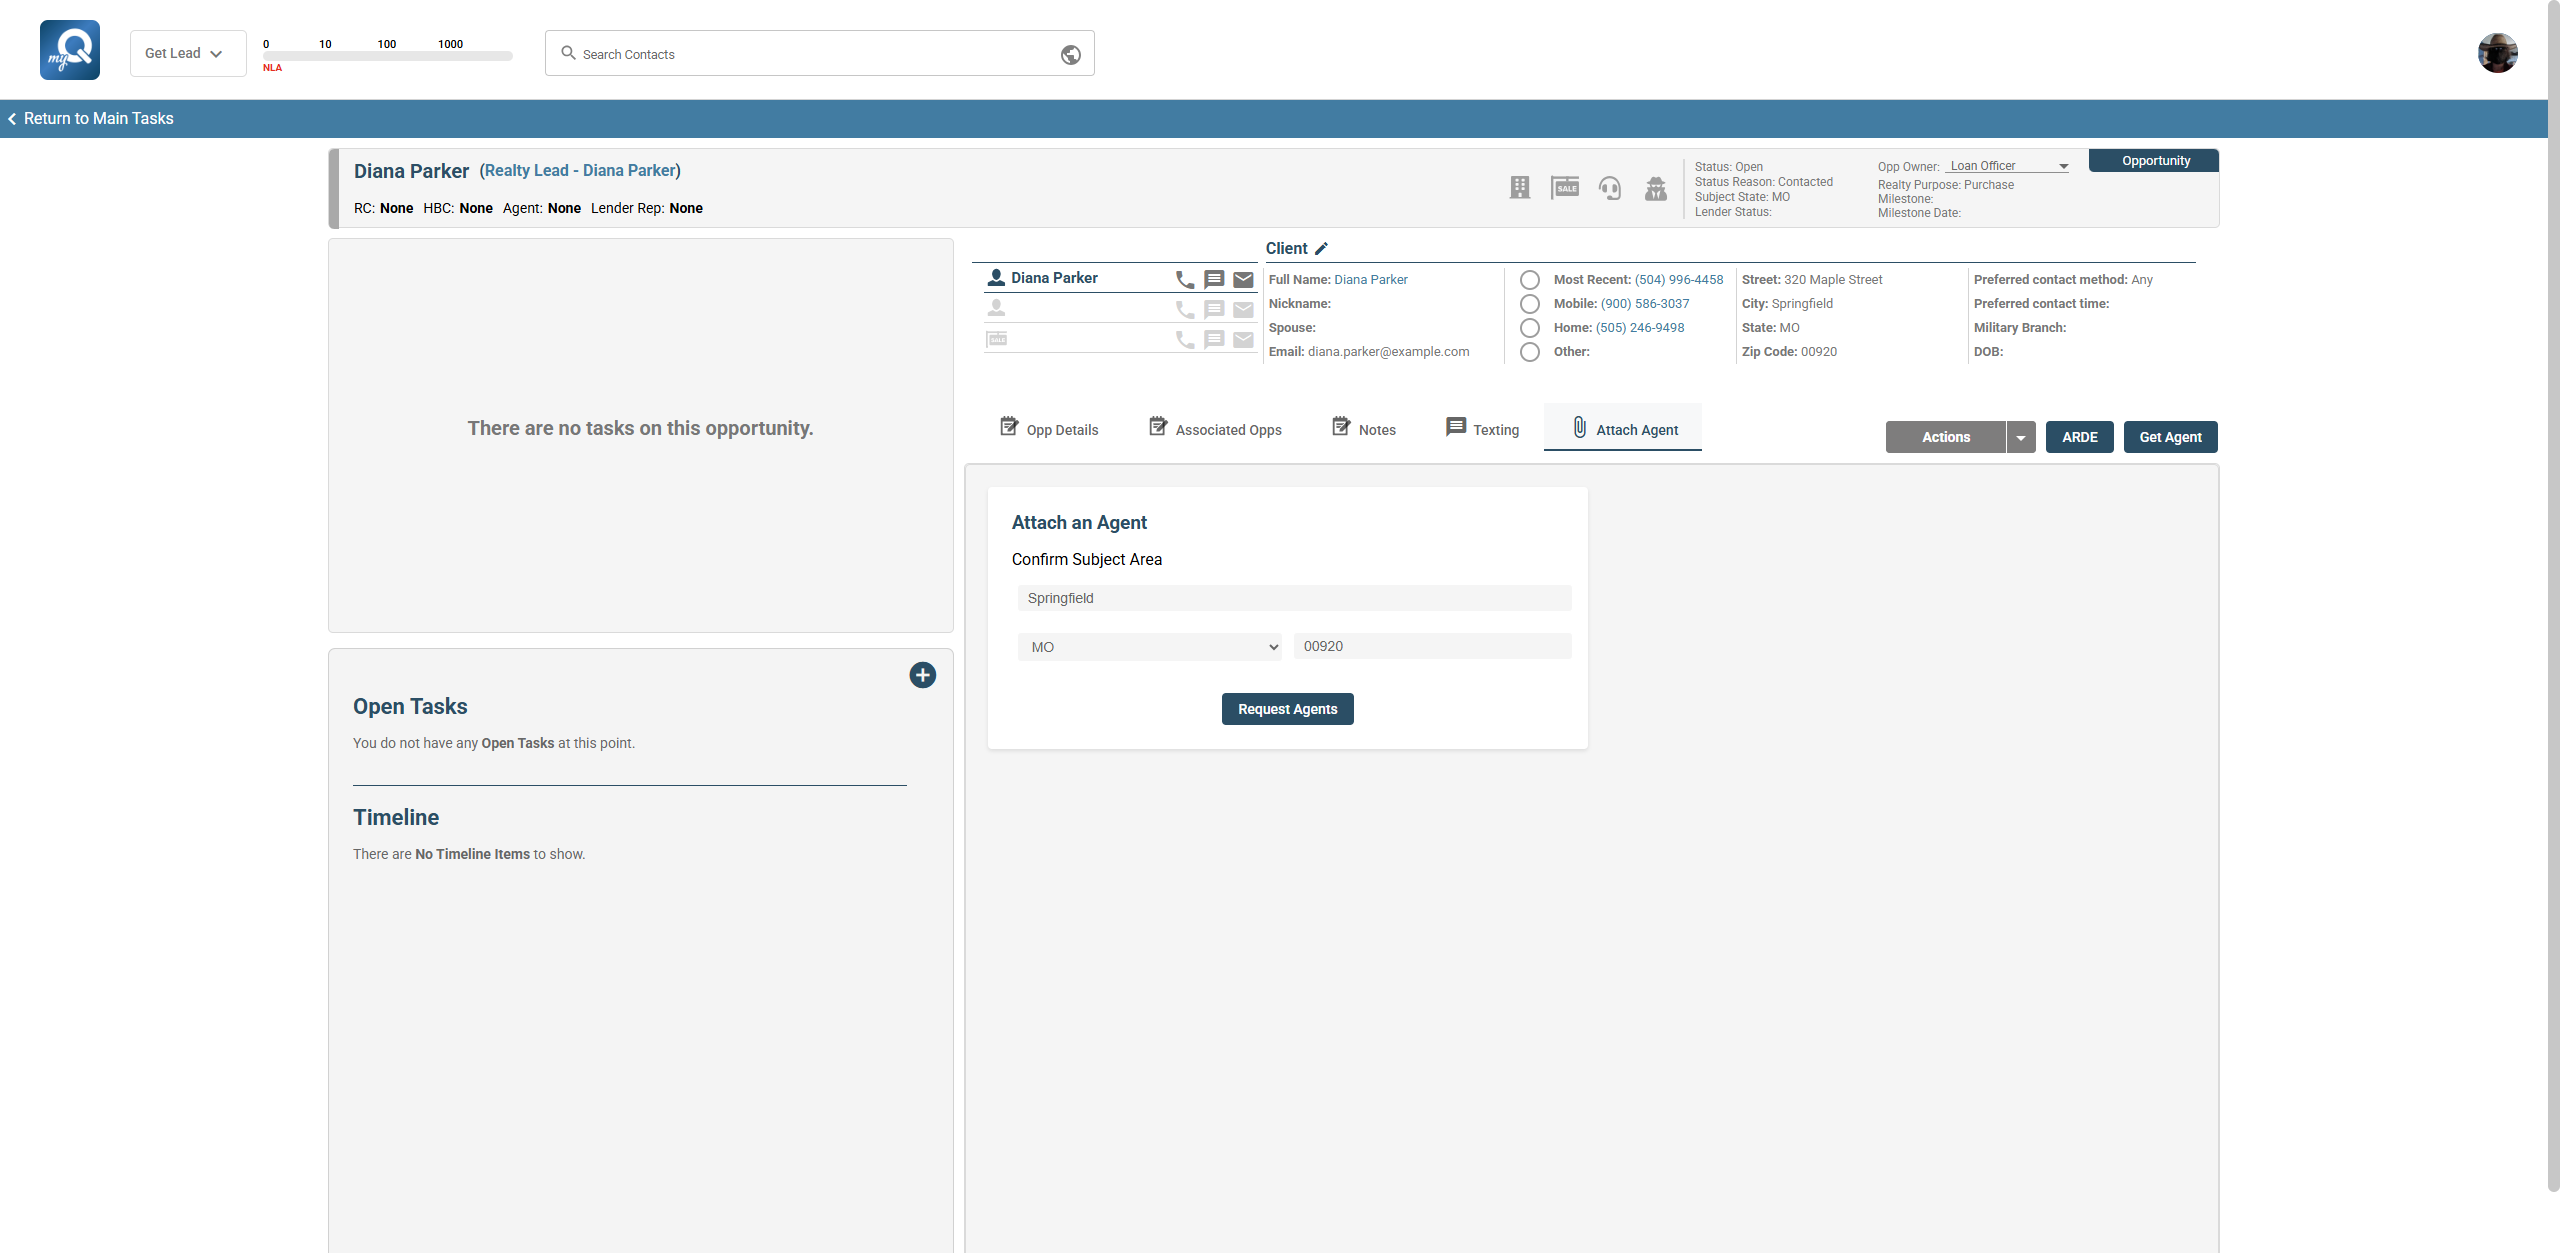 myQ
Get Lead
0 10 100 1000
NLA
Search Contacts
Return to Main Tasks
Diana Parker (Realty Lead - Diana Parker)
RC: None HBC: None Agent: None Lender Rep: None
SALE
Status: Open
Status Reason: Contacted
Subject State: MO
Lender Status:
Opp Owner: Loan Officer
Realty Purpose: Purchase
Milestone:
Milestone Date:
Opportunity
There are no tasks on this opportunity.
Open Tasks
You do not have any Open Tasks at this point.
Timeline
There are No Timeline Items to show.
Client
Diana Parker
SALE
Full Name: Diana Parker
Nickname:
Spouse:
Email: diana.parker@example.com
Most Recent: (504) 996-4458
Mobile: (900) 586-3037
Home: (505) 246-9498
Other:
Street: 320 Maple Street
City: Springfield
State: MO
Zip Code: 00920
Preferred contact method: Any
Preferred contact time:
Military Branch:
DOB:
Opp Details
Associated Opps
Notes
Texting
Attach Agent
Actions
ARDE
Get Agent
Attach an Agent
Confirm Subject Area
Springfield
MO
00920
Request Agents